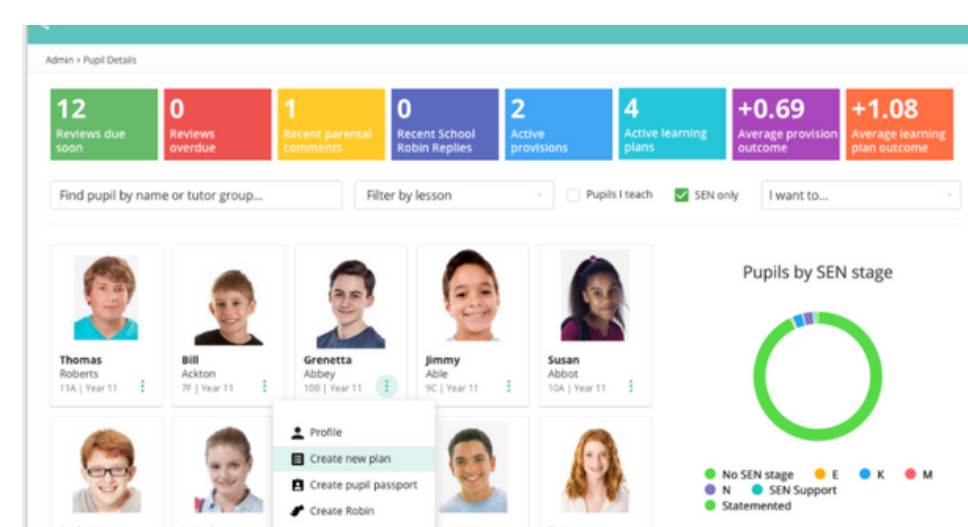 Admin > Pupil Details
12
Reviews due
soon
0
Reviews
overdue
1
Recent parental
comments
0
Recent School
Robin Replies
2
Active
provisions
4
Active learning
plans
+0.69
Average provision
outcome
+1.08
Average learning
plan outcome
Find pupil by name or tutor group...
Filter by lesson
Pupils I teach
SEN only
I want to...
Thomas
Roberts
11A | Year 11
Bill
Ackton
7F | Year 11
Grenetta
Abbey
10B | Year 11
Jimmy
Able
9C | Year 11
Susan
Abbot
10A | Year 11
Profile
Create new plan
Create pupil passport
Create Robin
Pupils by SEN stage
No SEN stage E K M
N SEN Support
Statemented